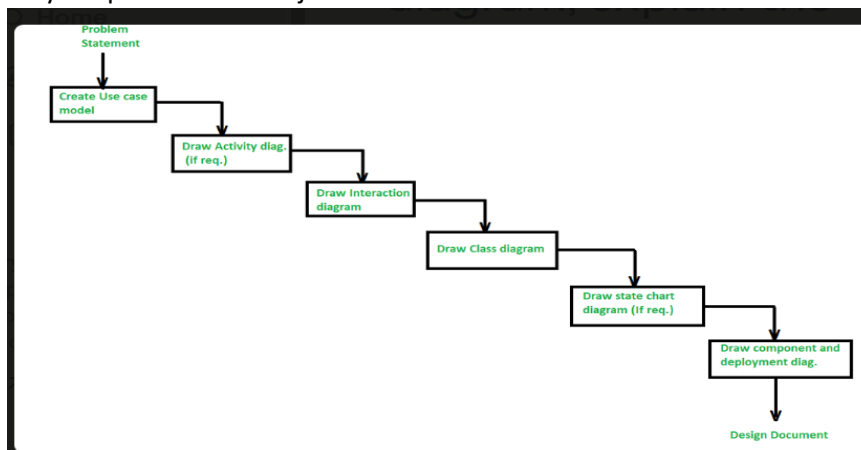 Problem
Statement
Create Use case
model
Draw Activity diag.
(if req.)
Draw Interaction
diagram
Draw Class diagram
Draw state chart
diagram (If req.)
Draw component and
deployment diag.
Design Document